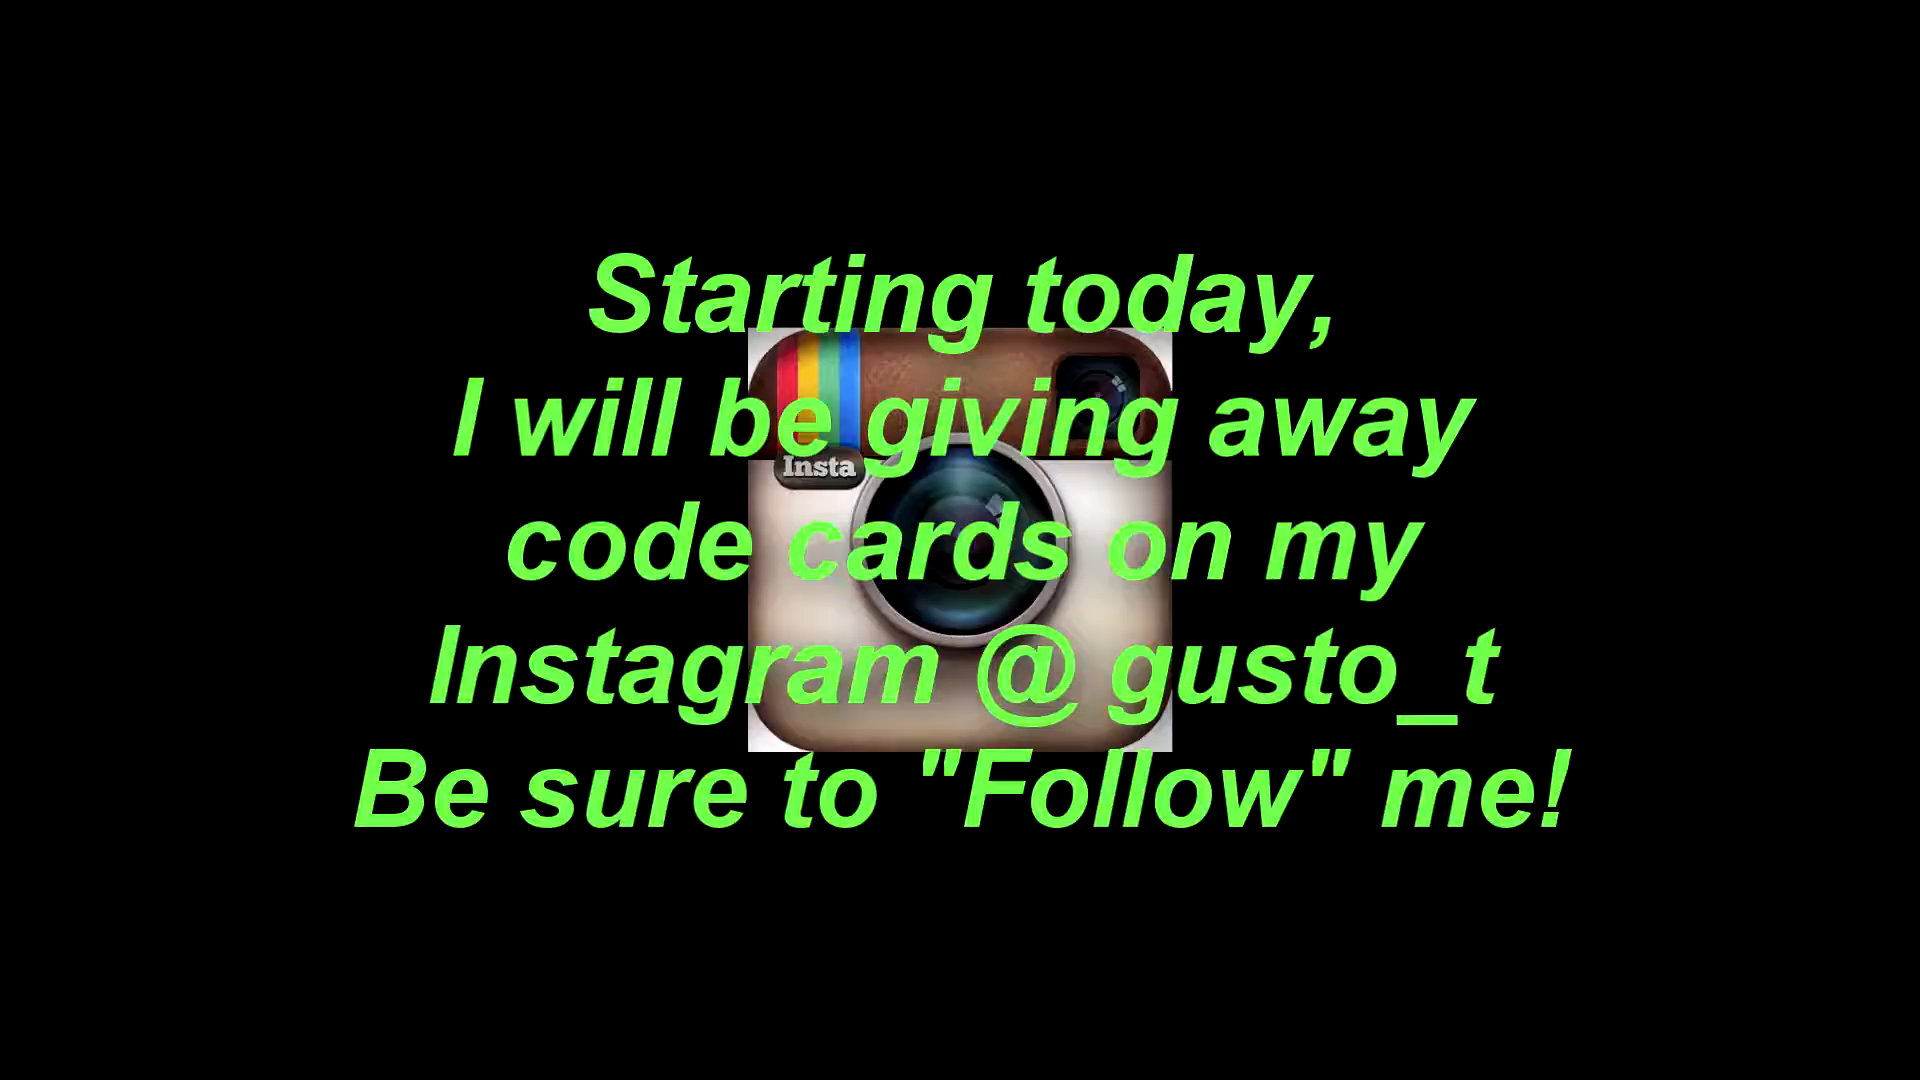 Starting today,
I will be giving away
Insta
code cards on my
Instagram @ gusto_t
Be sure to "Follow" me!